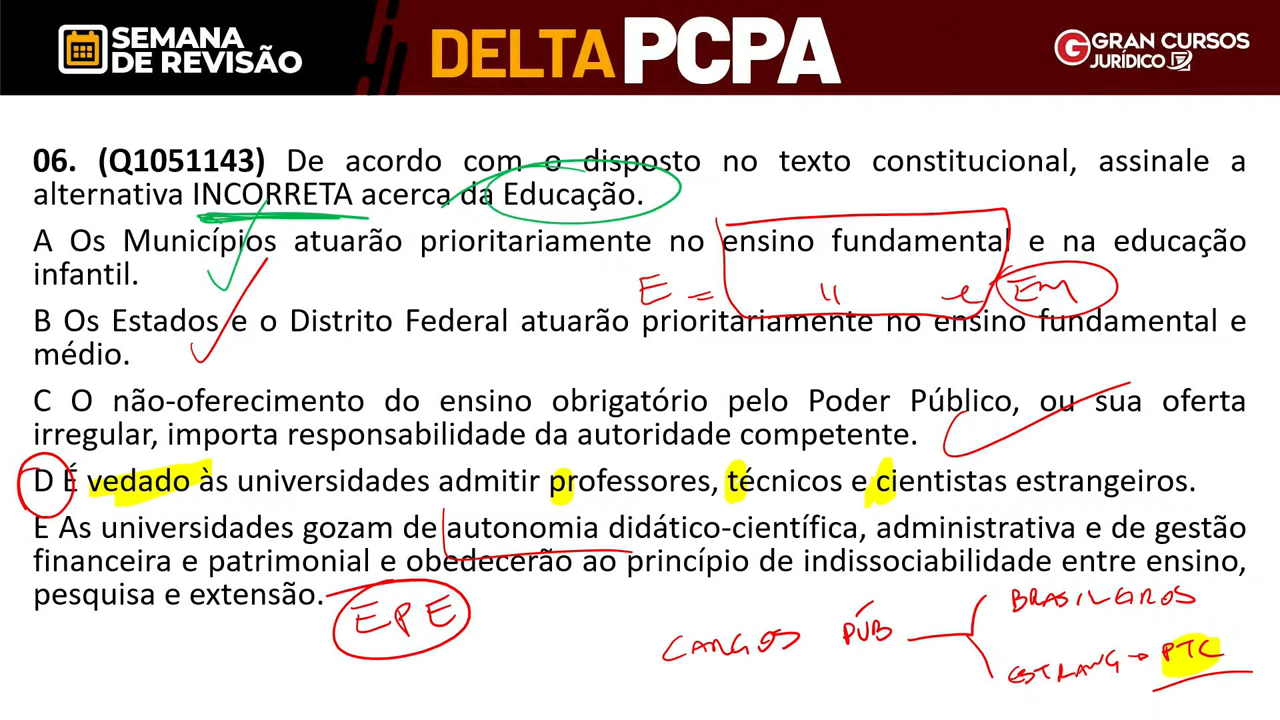 SEMANA
DE REVISÃO
DELTA PCPA
GRAN CURSOS
JURÍDICO
06. (Q1051143) De acordo com o disposto no texto constitucional, assinale a
alternativa INCORRETA acerca da Educação.
A Os Municípios atuarão prioritariamente no ensino fundamental e na educação
infantil.
E = " e EM
B Os Estados e o Distrito Federal atuarão prioritariamente no ensino fundamental e
médio.
C O não-oferecimento do ensino obrigatório pelo Poder Público, ou sua oferta
irregular, importa responsabilidade da autoridade competente.
D É vedado às universidades admitir professores, técnicos e cientistas estrangeiros.
E As universidades gozam de autonomia didático-científica, administrativa e de gestão
financeira e patrimonial e obedecerão ao princípio de indissociabilidade entre ensino,
pesquisa e extensão.
EPE
BRASILEIROS
CARGOS PÚB
ESTRANG → PTC